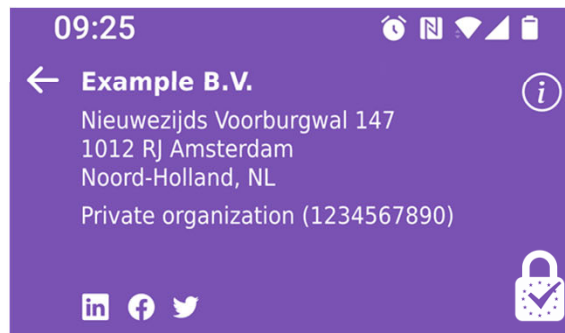 09:25
Example B.V.
Nieuwezijds Voorburgwal 147
1012 RJ Amsterdam
Noord-Holland, NL
Private organization (1234567890)